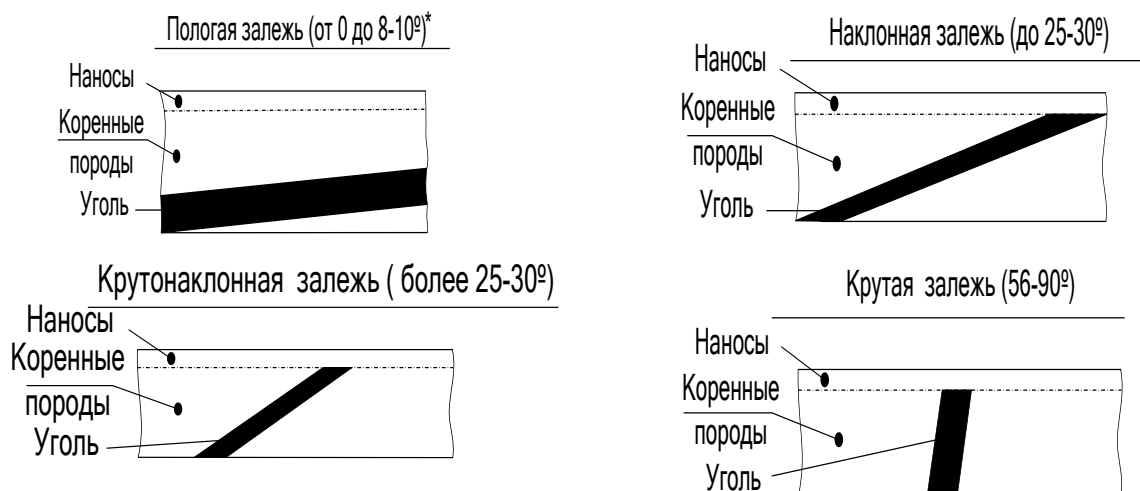 Пологая залежь (от 0 до 8-10º)*
Наносы
Коренные
породы
Уголь
Наклонная залежь (до 25-30º)
Наносы
Коренные
породы
Уголь
Крутонаклонная залежь ( более 25-30º)
Наносы
Коренные
породы
Уголь
Крутая залежь (56-90º)
Наносы
Коренные
породы
Уголь